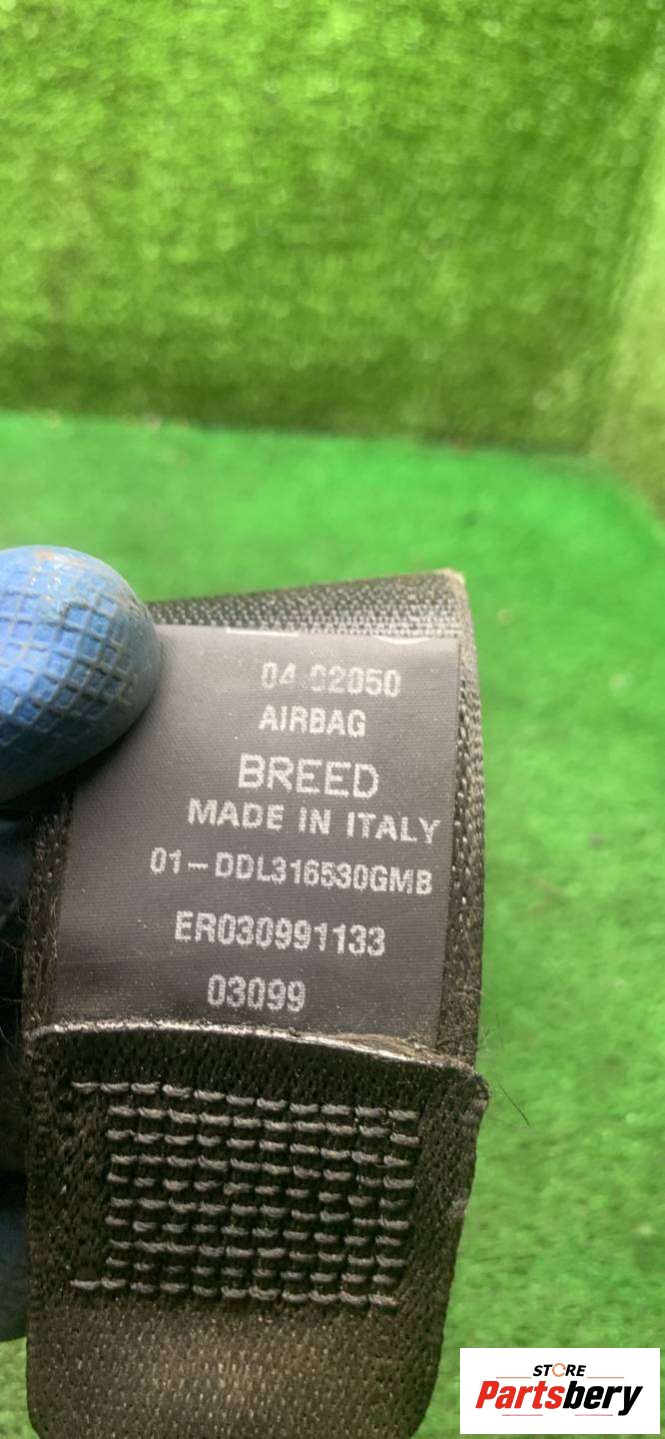 04 02050
AIRBAG
BREED
MADE IN ITALY
01-DDL316530GMB
ER030991133
03099
STORE
Partsbery